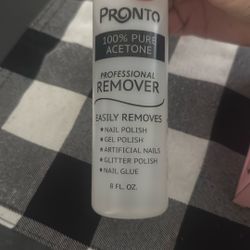 PRONTO
100% PURE
ACETONE
PROFESSIONAL
REMOVER
EASILY REMOVES
• NAIL POLISH
• GEL POLISH
• ARTIFICIAL NAILS
• GLITTER POLISH
• NAIL GLUE
8 FL. OZ.